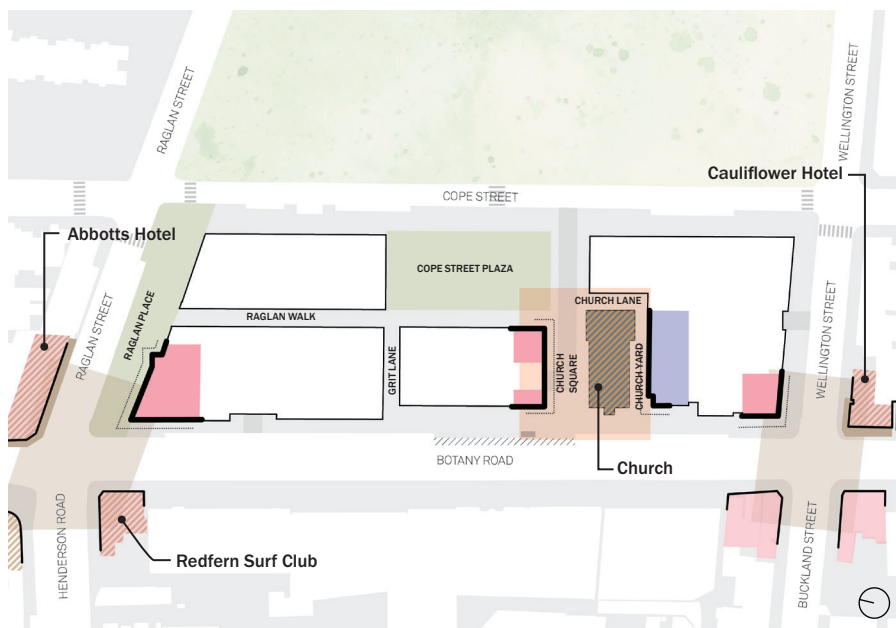 RAGLAN STREET
WELLINGTON STREET
Cauliflower Hotel
COPE STREET
Abbotts Hotel
COPE STREET PLAZA
RAGLAN STREET
RAGLAN PLACE
RAGLAN WALK
CHURCH LANE
GRIT LANE
CHURCH
SQUARE
CHURCH YARD
WELLINGTON STREET
BOTANY ROAD
Church
HENDERSON ROAD
Redfern Surf Club
BUCKLAND STREET